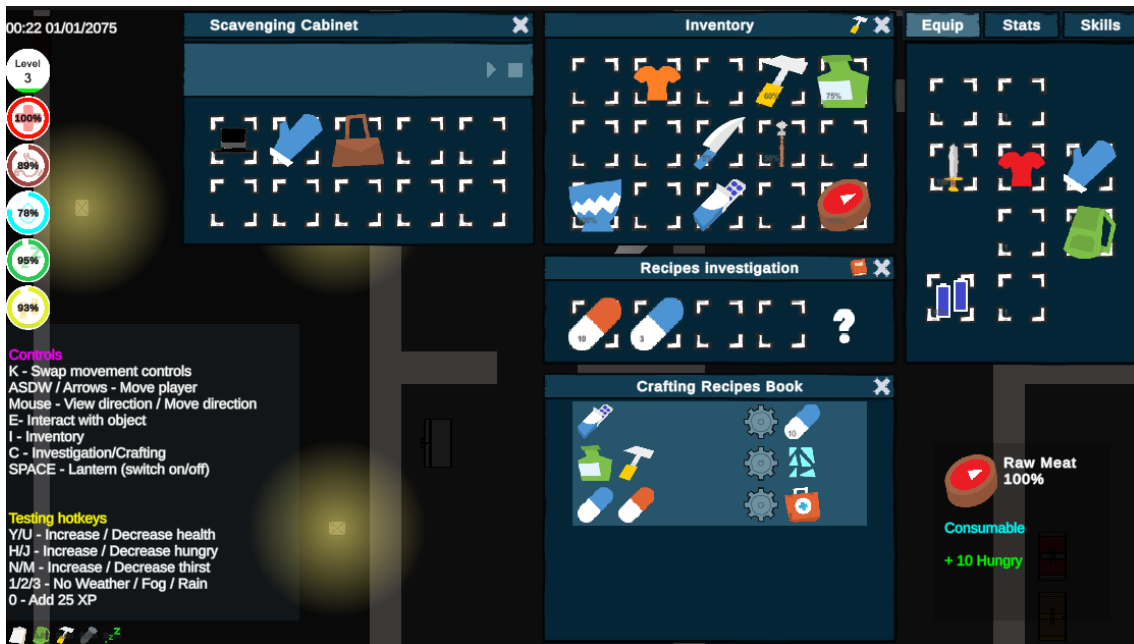 00:22 01/01/2075
Scavenging Cabinet
Inventory
Equip
Stats
Skills
Level
3
100%
89%
78%
95%
93%
60%
75%
Recipes investigation
10
3
?
Crafting Recipes Book
10
Controls
K - Swap movement controls
ASDW / Arrows - Move player
Mouse - View direction / Move direction
E- Interact with object
I - Inventory
C - Investigation/Crafting
SPACE - Lantern (switch on/off)
Testing hotkeys
Y/U - Increase / Decrease health
H/J - Increase / Decrease hungry
N/M - Increase / Decrease thirst
1/2/3 - No Weather / Fog / Rain
0 - Add 25 XP
Raw Meat
100%
Consumable
+ 10 Hungry